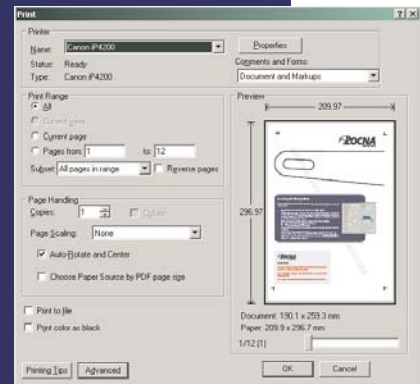 Print
Printer
Name: Canon iP4200
Properties
Status: Ready
Type: Canon iP4200
Comments and Forms:
Document and Markups
Print Range
All
Current view
Current page
Pages from: 1 to: 12
Subset: All pages in range
Reverse pages
Page Handling
Copies: 1
Collate
Page Scaling: None
Auto-Rotate and Center
Choose Paper Source by PDF page size
Print to file
Print color as black
Preview
209.97
296.97
ROCNA
Document: 190.1 x 259.3 mm
Paper: 209.9 x 296.7 mm
1/12 (1)
Printing Tips
Advanced
OK
Cancel